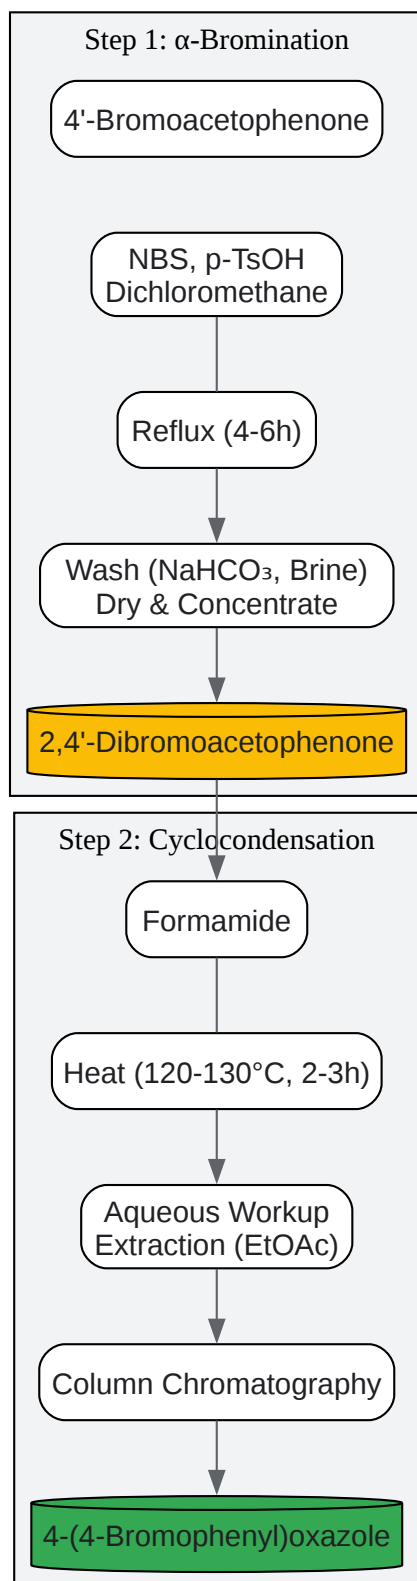 Step 1: α-Bromination
4'-Bromoacetophenone
NBS, p-TsOH
Dichloromethane
Reflux (4-6h)
Wash (NaHCO₃, Brine)
Dry & Concentrate
2,4'-Dibromoacetophenone
Step 2: Cyclocondensation
Formamide
Heat (120-130°C, 2-3h)
Aqueous Workup
Extraction (EtOAc)
Column Chromatography
4-(4-Bromophenyl)oxazole